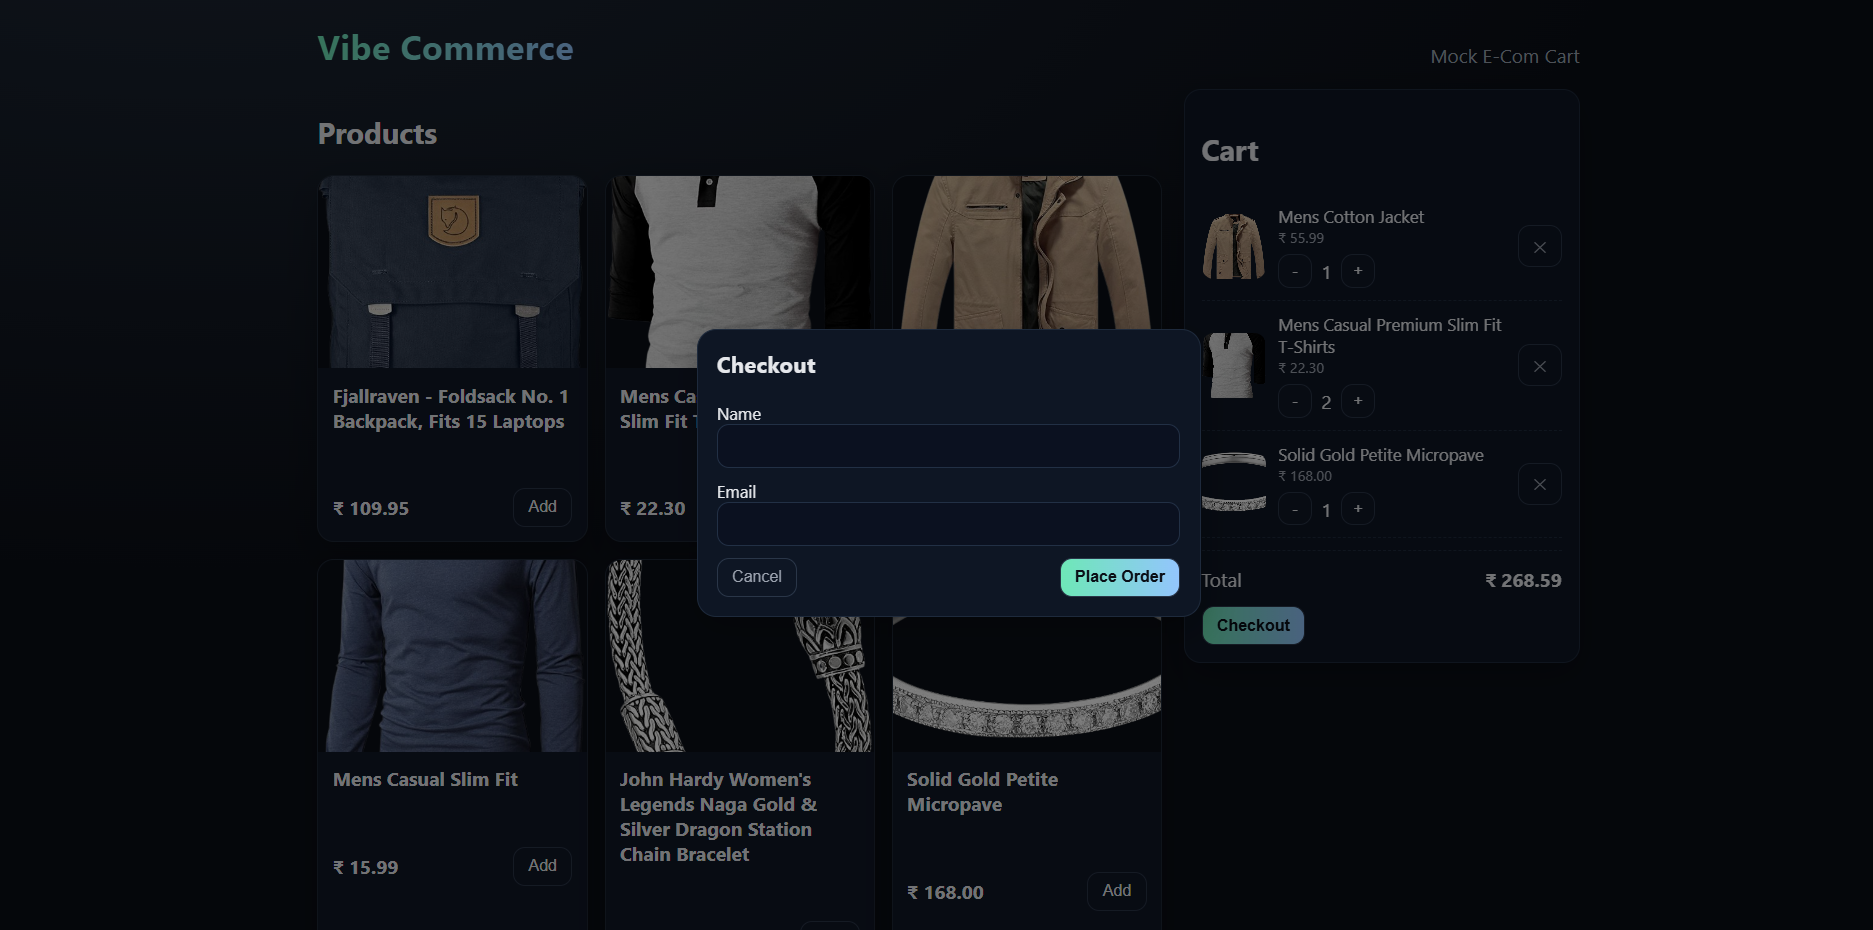 Vibe Commerce
Mock E-Com Cart
Products
Fjallraven - Foldsack No. 1
Backpack, Fits 15 Laptops
₹ 109.95
Add
Mens Ca
Slim Fit
₹ 22.30
Mens Casual Slim Fit
₹ 15.99
Add
John Hardy Women's
Legends Naga Gold &
Silver Dragon Station
Chain Bracelet
Solid Gold Petite
Micropave
₹ 168.00
Add
Checkout
Name
Email
Cancel
Place Order
Cart
Mens Cotton Jacket
₹ 55.99
- 1 +
Mens Casual Premium Slim Fit
T-Shirts
₹ 22.30
- 2 +
Solid Gold Petite Micropave
₹ 168.00
- 1 +
Total
₹ 268.59
Checkout